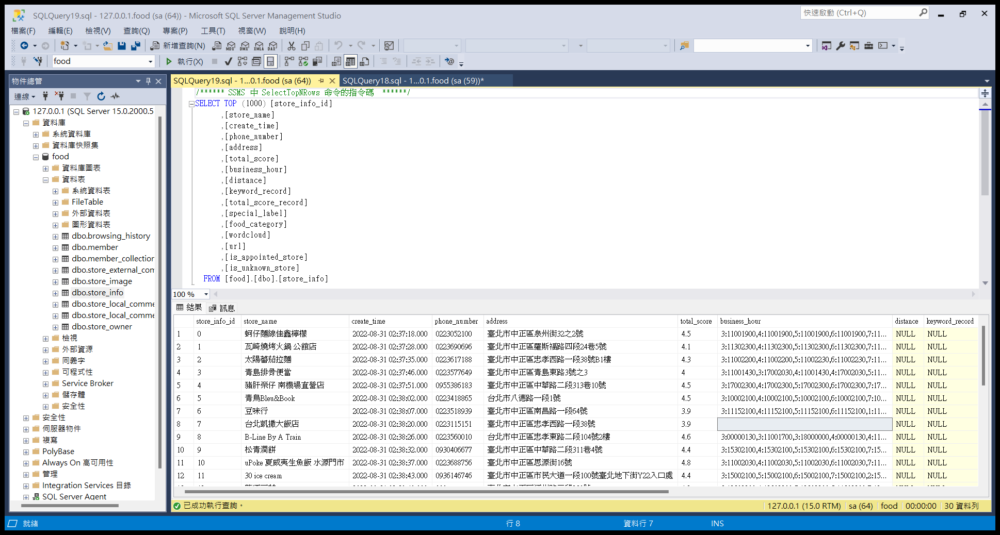 SQLQuery19.sql - 127.0.0.1.food (sa (64)) - Microsoft SQL Server Management Studio
快速啟動 (Ctrl+Q)
檔案(F) 編輯(E) 檢視(V) 查詢(Q) 專案(P) 工具(T) 視窗(W) 說明(H)
新增查詢(N) MDX DMX XMLA DAX
food 執行(X)
物件總管
連線
127.0.0.1 (SQL Server 15.0.2000.5
資料庫
系統資料庫
資料庫快照集
food
資料庫圖表
資料表
系統資料表
FileTable
外部資料表
圖形資料表
dbo.browsing_history
dbo.member
dbo.member_collection
dbo.store_external_com
dbo.store_image
dbo.store_info
dbo.store_local_comme
dbo.store_local_comme
dbo.store_owner
檢視
外部資源
同義字
可程式性
Service Broker
儲存體
安全性
安全性
伺服器物件
複寫
PolyBase
Always On 高可用性
管理
Integration Services 目錄
SQL Server Agent
SQLQuery19.sql - 1...0.1.food (sa (64)) SQLQuery18.sql - 1...0.1.food (sa (59))*
/****** SSMS 中 SelectTopNRows 命令的指令碼  ******/
SELECT TOP (1000) [store_info_id]
,[store_name]
,[create_time]
,[phone_number]
,[address]
,[total_score]
,[business_hour]
,[distance]
,[keyword_record]
,[total_score_record]
,[special_label]
,[food_category]
,[wordcloud]
,[url]
,[is_appointed_store]
,[is_unknown_store]
FROM [food].[dbo].[store_info]
100 %
結果 訊息
store_info_id store_name create_time phone_number address total_score business_hour distance keyword_record
1 0 蚵仔麵線佳鑫檸檬 2022-08-31 02:37:18.000 0223052100 臺北市中正區泉州街32之2號 4.5 3:11001900,4:11001900,5:11001900,6:11001900,7:11... NULL NULL
2 1 瓦崎燒烤火鍋 公館店 2022-08-31 02:37:28.000 0223690696 臺北市中正區羅斯福路四段24巷5號 4.1 3:11302300,4:11302300,5:11302300,6:11302300,7:11... NULL NULL
3 2 太陽蕃茄拉麵 2022-08-31 02:37:35.000 0223617188 臺北市中正區忠孝西路一段38號B1樓 4.3 3:11002200,4:11002200,5:11002230,6:11002230,7:11... NULL NULL
4 3 青島排骨便當 2022-08-31 02:37:46.000 0223577649 臺北市中正區青島東路3號之3 4 3:11001430,3:17002030,4:11001430,4:17002030,5:11... NULL NULL
5 4 豬肝榮仔 南機場直營店 2022-08-31 02:37:51.000 0955386183 臺北市中正區中華路二段313巷10號 4.5 3:17002300,4:17002300,5:17002300,6:17002300,7:17... NULL NULL
6 5 青鳥Bleu&Book 2022-08-31 02:38:02.000 0223418865 台北市八德路一段1號 4.5 3:10002100,4:10002100,5:10002100,6:10002100,7:10... NULL NULL
7 6 豆味行 2022-08-31 02:38:07.000 0223518939 臺北市中正區南昌路一段64號 3.9 3:11152100,4:11152100,5:11152100,6:11152100,1:11... NULL NULL
8 7 台北凱撒大飯店 2022-08-31 02:38:20.000 0223115151 臺北市中正區忠孝西路一段38號 3.9 NULL NULL
9 8 B-Line By A Train 2022-08-31 02:38:26.000 0223560010 台北市中正區忠孝東路二段104號2樓 4.6 3:00000130,3:11001700,3:18000000,4:00000130,4:11... NULL NULL
10 9 松青潤餅 2022-08-31 02:38:32.000 0930406677 臺北市中正區中華路二段311巷4號 4.4 3:15302100,4:15302100,5:15302100,6:15302100,7:15... NULL NULL
11 10 uPoke 夏威夷生魚飯 水源門市 2022-08-31 02:38:37.000 0223688756 臺北市中正區思源街16號 4.8 3:11002030,4:11002030,5:11002030,6:11002030,7:11... NULL NULL
12 11 30 ice cream 2022-08-31 02:38:43.000 0936146746 臺北市中正區市民大道一段100號臺北地下街Y22入口處 4.4 3:15002100,5:15002100,6:15002100,7:15002100,2:15... NULL NULL
已成功執行查詢。 127.0.0.1 (15.0 RTM) sa (64) food 00:00:00 30 資料列
就緒 行 8 資料行 7 INS